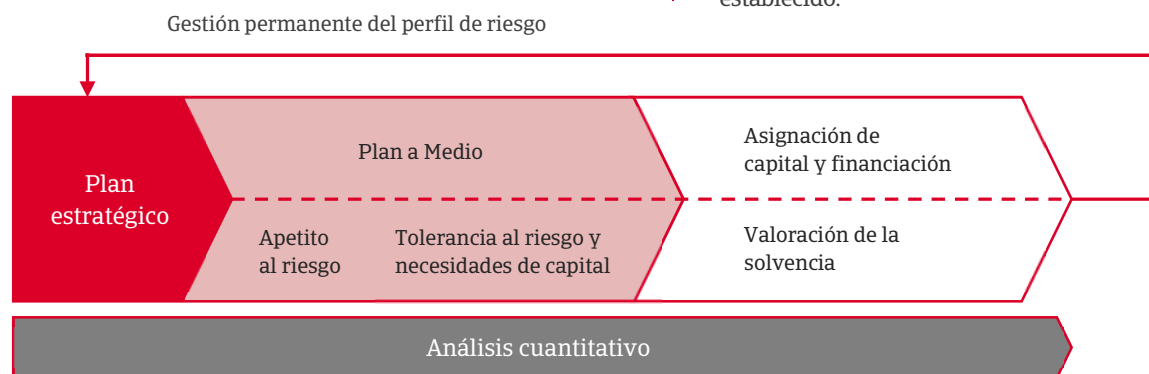 establecido.
Gestión permanente del perfil de riesgo
Plan
estratégico
Plan a Medio
Apetito
al riesgo
Tolerancia al riesgo y
necesidades de capital
Asignación de
capital y financiación
Valoración de la
solvencia
Análisis cuantitativo